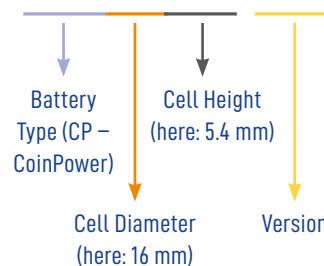 Battery
Type (CP –
CoinPower)
Cell Height
(here: 5.4 mm)
Cell Diameter
(here: 16 mm)
Version